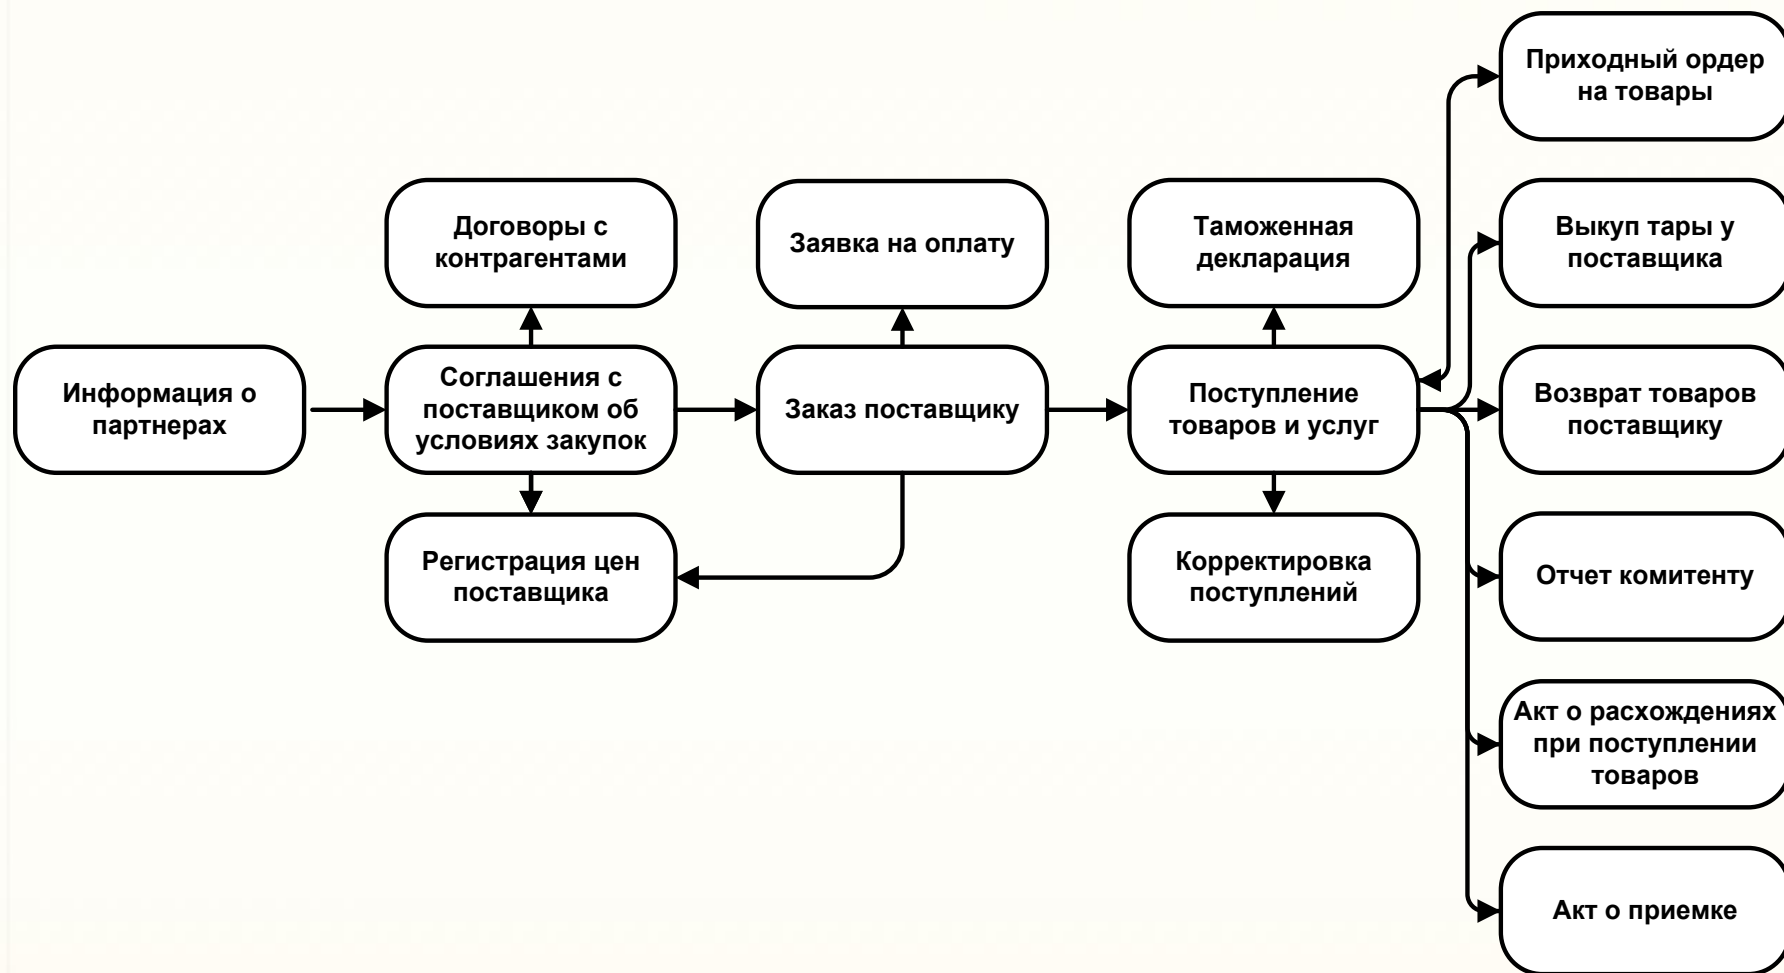 Приходный ордер
на товары
Договоры с
контрагентами
Заявка на оплату
Таможенная
декларация
Выкуп тары у
поставщика
Информация о
партнерах
Соглашения с
поставщиком об
условиях закупок
Заказ поставщику
Поступление
товаров и услуг
Возврат товаров
поставщику
Регистрация цен
поставщика
Корректировка
поступлений
Отчет комитенту
Акт о расхождениях
при поступлении
товаров
Акт о приемке